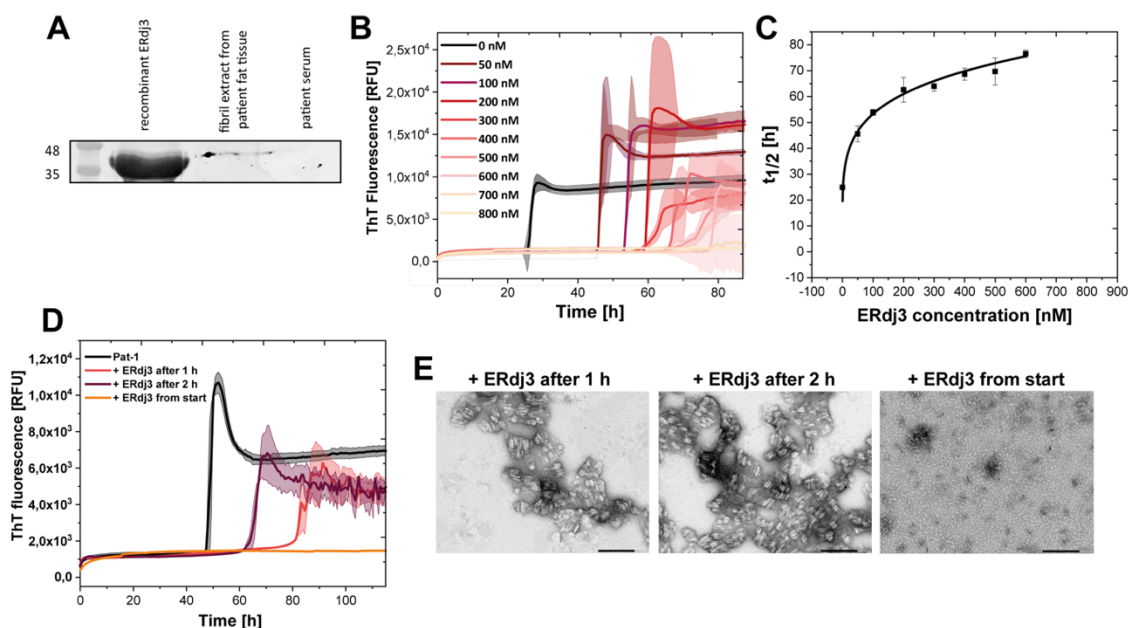 A
recombinant ERdj3
fibril extract from
patient fat tissue
patient serum
48
35
B
ThT Fluorescence [RFU]
2,5x10⁴
2,0x10⁴
1,5x10⁴
1,0x10⁴
5,0x10³
0,0
0 nM
50 nM
100 nM
200 nM
300 nM
400 nM
500 nM
600 nM
700 nM
800 nM
0 20 40 60 80
Time [h]
C
t1/2 [h]
80
70
60
50
40
30
20
10
0
-10
-100 0 100 200 300 400 500 600 700 800 900
ERdj3 concentration [nM]
D
ThT fluorescence [RFU]
1,2x10⁴
1,0x10⁴
8,0x10³
6,0x10³
4,0x10³
2,0x10³
0,0
Pat-1
+ ERdj3 after 1 h
+ ERdj3 after 2 h
+ ERdj3 from start
0 20 40 60 80 100
Time [h]
E
+ ERdj3 after 1 h + ERdj3 after 2 h + ERdj3 from start